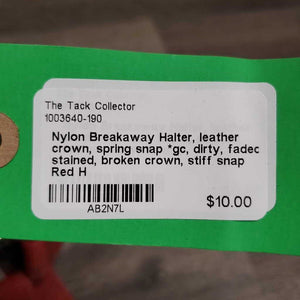 The Tack Collector
1003640-190
Nylon Breakaway Halter, leather
crown, spring snap *gc, dirty, faded
stained, broken crown, stiff snap
Red H
$10.00
AB2N7L